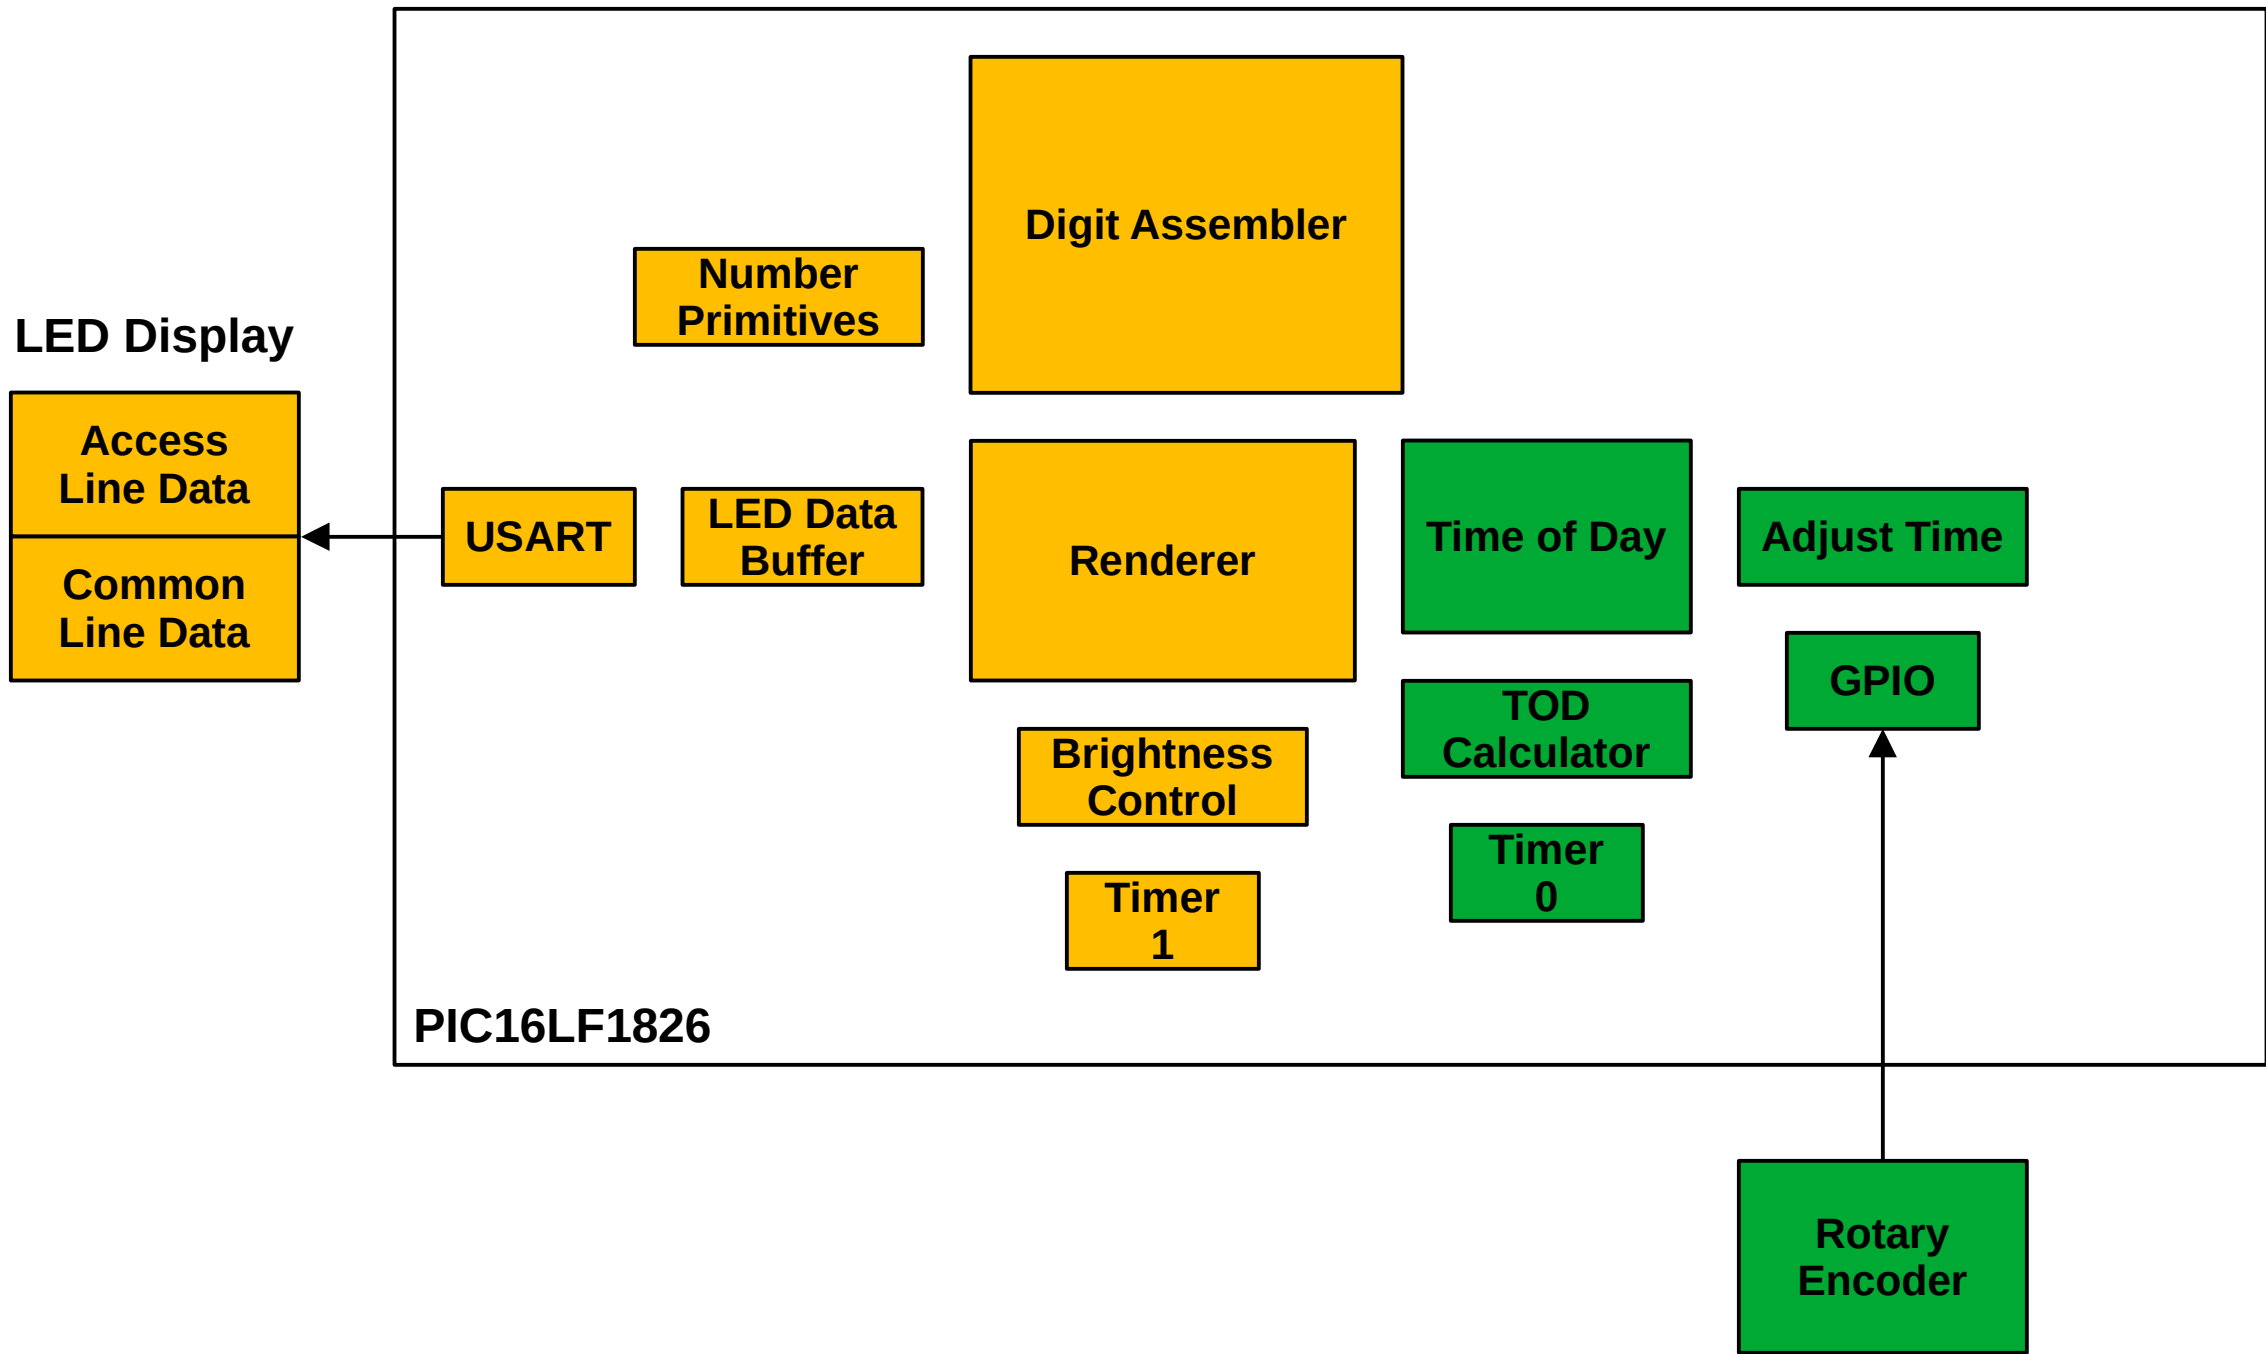 Digit Assembler
Number
Primitives
LED Display
Access
Line Data
Common
Line Data
USART
LED Data
Buffer
Renderer
Time of Day
Adjust Time
GPIO
TOD
Calculator
Brightness
Control
Timer
0
Timer
1
PIC16LF1826
Rotary
Encoder